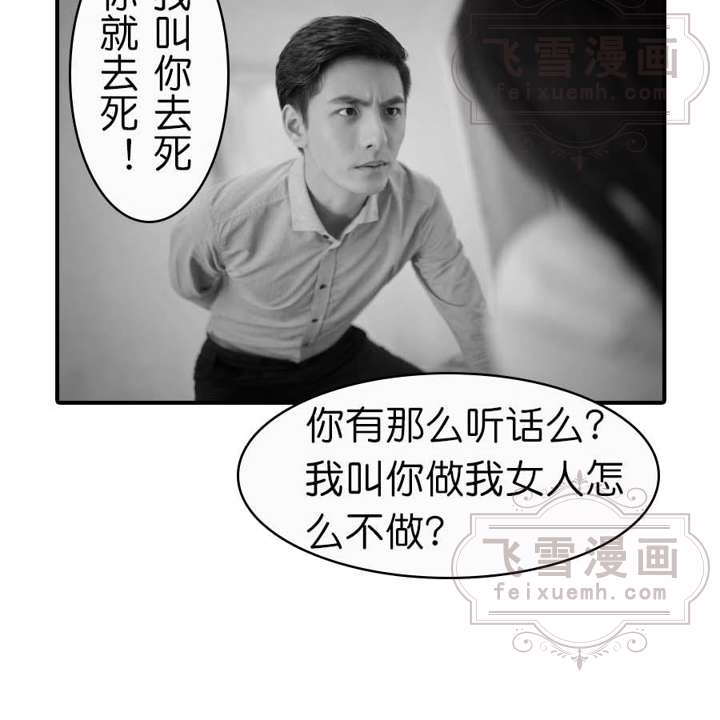 我叫你去死
你就去死！
飞雪漫画
feixuemh.com
你有那么听话么？
我叫你做我女人怎
么不做？
飞雪漫画
feixuemh.com